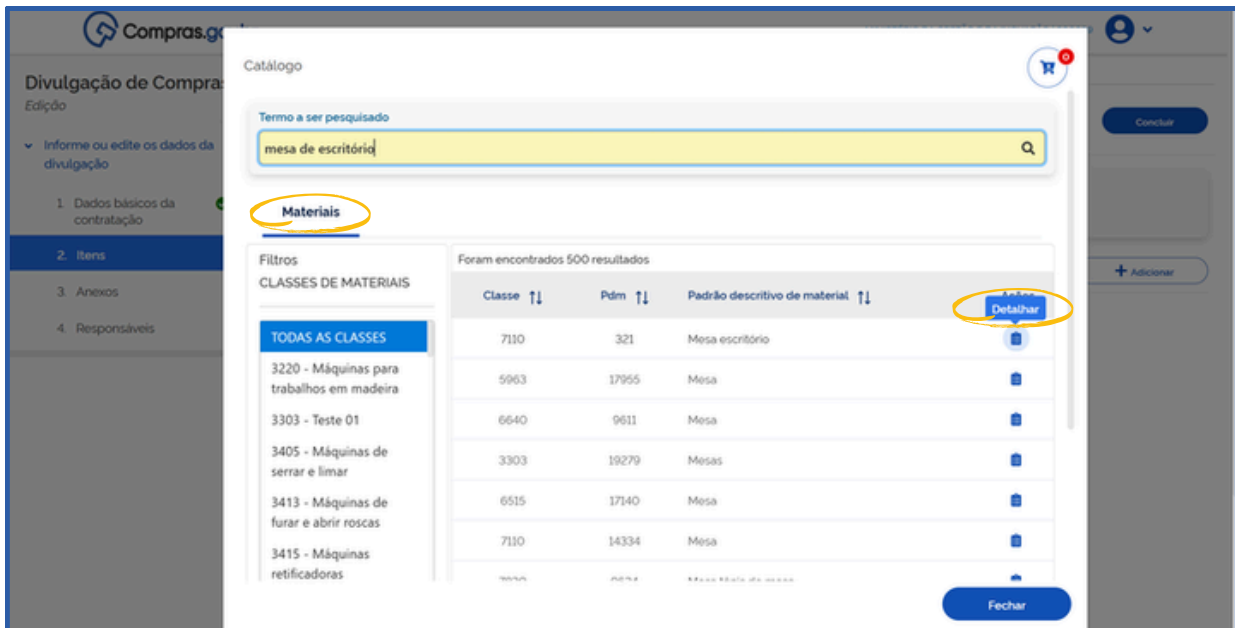 Compras.gov.br
Divulgação de Compras
Edição
Informe ou edite os dados da
divulgação
1. Dados básicos da
contratação
2. Itens
3. Anexos
4. Responsáveis
Concluir
Adicionar
Catálogo
0
Termo a ser pesquisado
mesa de escritório
Materiais
Filtros
CLASSES DE MATERIAIS
TODAS AS CLASSES
3220 - Máquinas para
trabalhos em madeira
3303 - Teste 01
3405 - Máquinas de
serrar e limar
3413 - Máquinas de
furar e abrir roscas
3415 - Máquinas
retificadoras
Foram encontrados 500 resultados
Classe Pdm Padrão descritivo de material Ações
Detalhar
7110 321 Mesa escritório
5963 17955 Mesa
6640 9611 Mesa
3303 19279 Mesas
6515 17140 Mesa
7110 14334 Mesa
Fechar